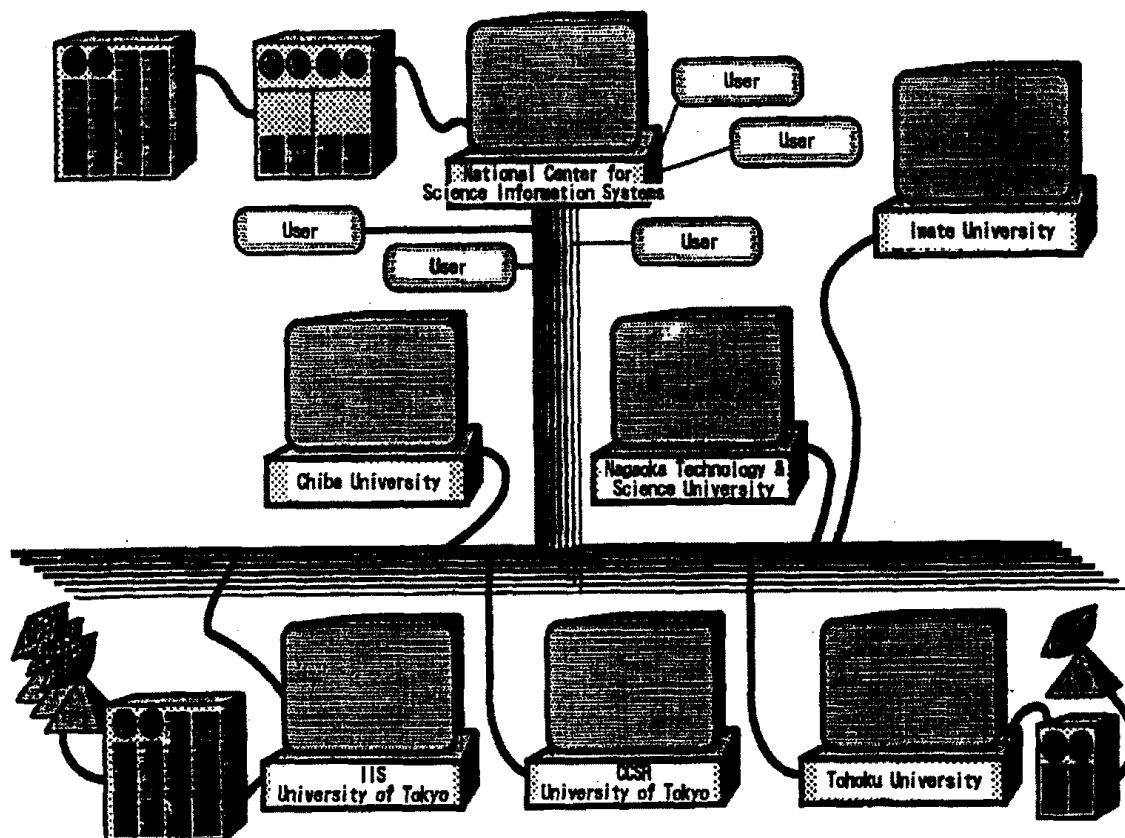 User
User
National Center for
Science Information Systems
User
User
User
Iwate University
Chiba University
Nagaoka Technology &
Science University
IIS
University of Tokyo
CCSR
University of Tokyo
Tohoku University